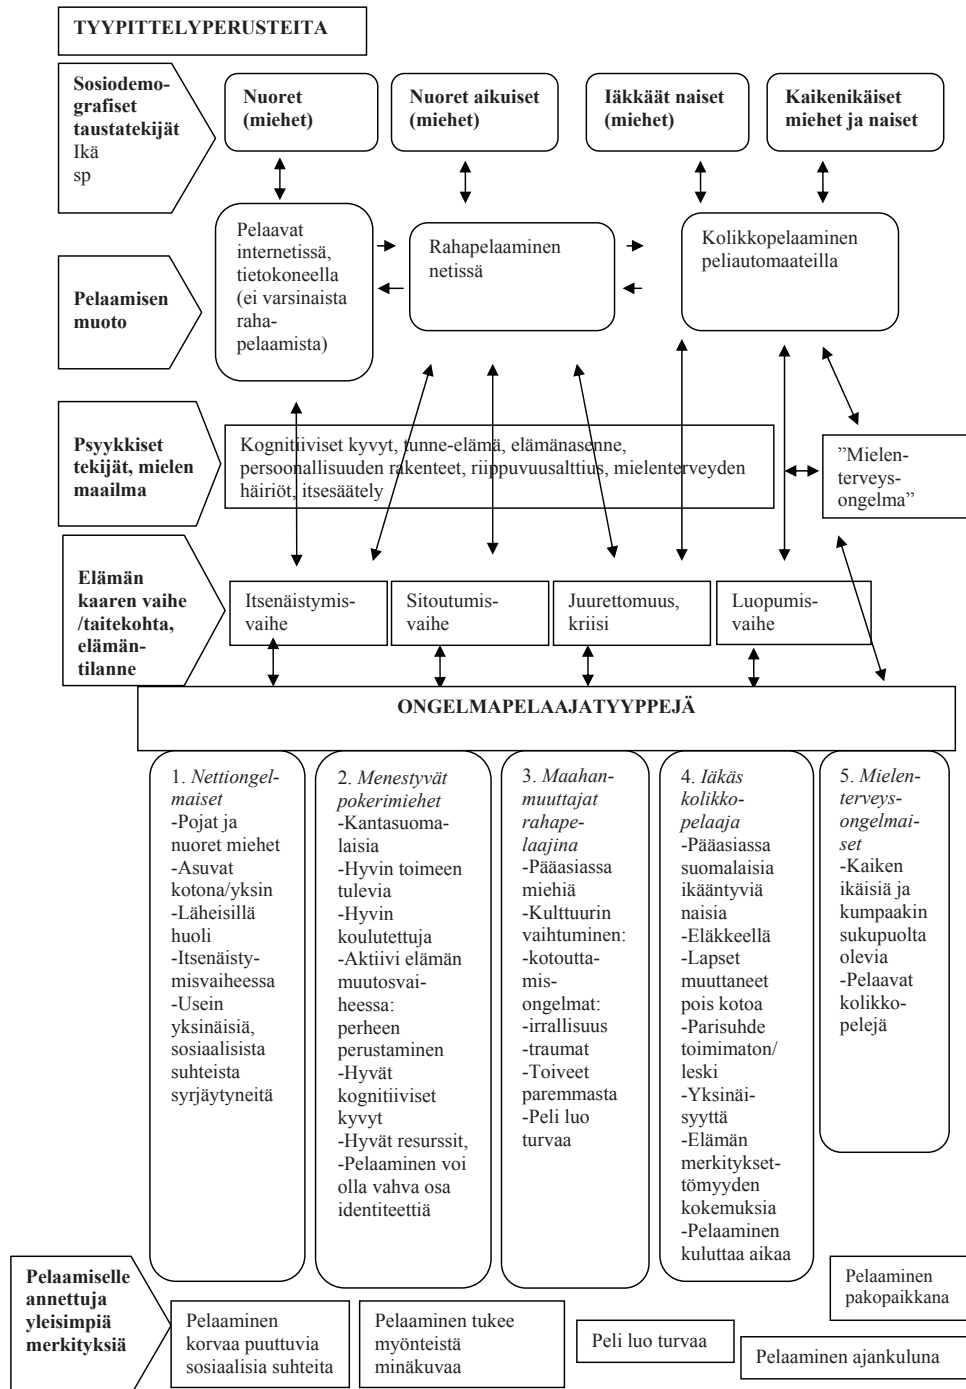 TYYPITTELYPERUSTEITA
Sosiodemo-
grafiset
taustatekijät
Ikä
sp
Nuoret
(miehet)
Nuoret aikuiset
(miehet)
Iäkkäät naiset
(miehet)
Kaikenikäiset
miehet ja naiset
Pelaamisen
muoto
Pelaavat
internetissä,
tietokoneella
(ei varsinaista
raha-
pelaamista)
Rahapelaaminen
netissä
Kolikkopelaaminen
peliautomaateilla
Psyykkiset
tekijät, mielen
maailma
Kognitiiviset kyvyt, tunne-elämä, elämänasenne,
persoonallisuuden rakenteet, riippuvuusalttius, mielenterveyden
häiriöt, itsesäätely
”Mielen-
terveys-
ongelma”
Elämän
kaaren vaihe
/taitekohta,
elämän-
tilanne
Itsenäistymis-
vaihe
Sitoutumis-
vaihe
Juurettomuus,
kriisi
Luopumis-
vaihe
ONGELMAPELAAJATYYPPEJÄ
1. Nettiongel-
maiset
-Pojat ja
nuoret miehet
-Asuvat
kotona/yksin
-Läheisillä
huoli
-Itsenäisty-
misvaiheessa
-Usein
yksinäisiä,
sosiaalisista
suhteista
syrjäytyneitä
2. Menestyvät
pokerimiehet
-Kantasuoma-
laisia
-Hyvin toimeen
tulevia
-Hyvin
koulutettuja
-Aktiivi elämän
muutosvai-
heessa:
perheen
perustaminen
-Hyvät
kognitiiviset
kyvyt
-Hyvät resurssit,
-Pelaaminen voi
olla vahva osa
identiteettiä
3. Maahan-
muuttajat
rahape-
laajina
-Pääasiassa
miehiä
-Kulttuurin
vaihtuminen:
-kotoutta-
mis-
ongelmat:
-irrallisuus
-traumat
-Toiveet
paremmasta
-Peli luo
turvaa
4. Iäkäs
kolikko-
pelaaja
-Pääasiassa
suomalaisia
ikääntyviä
naisia
-Eläkkeellä
-Lapset
muuttaneet
pois kotoa
-Parisuhde
toimimaton/
leski
-Yksinäi-
syyttä
-Elämän
merkitykset-
tömyyden
kokemuksia
-Pelaaminen
kuluttaa aikaa
5. Mielen-
terveys-
ongelmai-
set
-Kaiken
ikäisiä ja
kumpaakin
sukupuolta
olevia
-Pelaavat
kolikko-
pelejä
Pelaamiselle
annettuja
yleisimpiä
merkityksiä
Pelaaminen
korvaa puuttuvia
sosiaalisia suhteita
Pelaaminen tukee
myönteistä
minäkuvaa
Peli luo turvaa
Pelaaminen
pakopaikkana
Pelaaminen ajankuluna